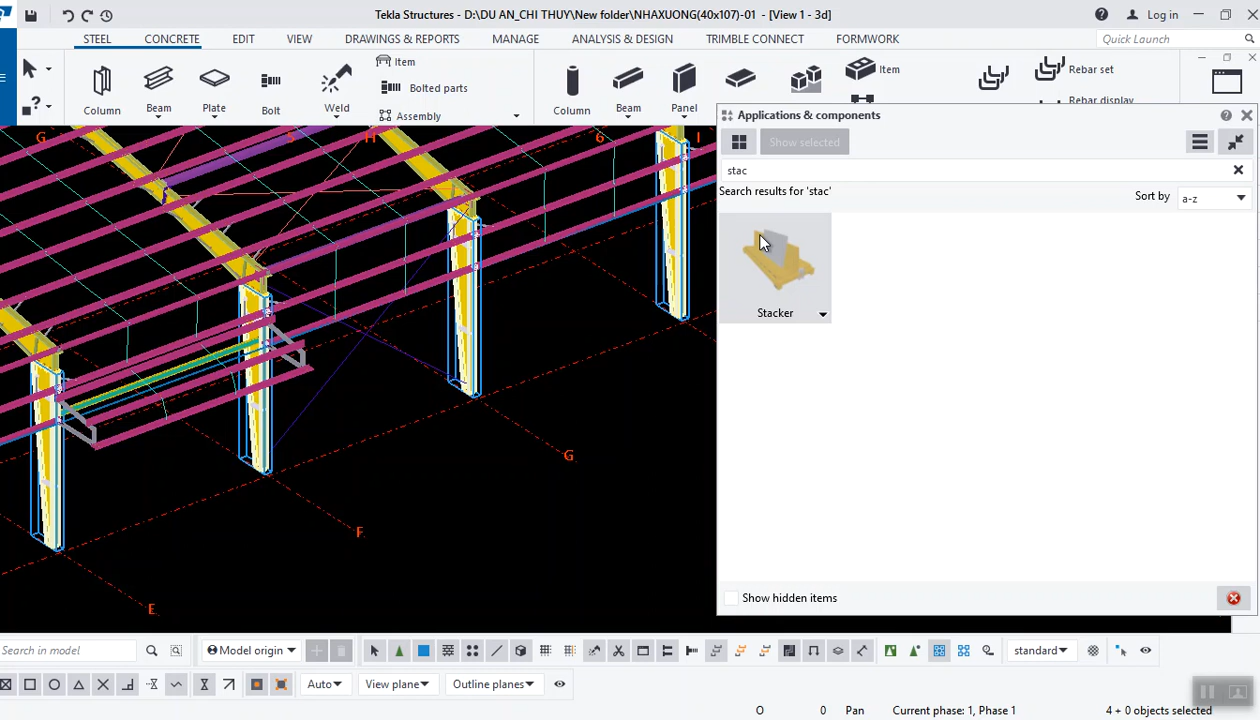 Tekla Structures - D:\DU AN_CHI THUY\New folder\NHAXUONG(40x107)-01 - [View 1 - 3d]
Log in
STEEL CONCRETE EDIT VIEW DRAWINGS & REPORTS MANAGE ANALYSIS & DESIGN TRIMBLE CONNECT FORMWORK Quick Launch
Column Beam Plate Bolt Weld
Item
Bolted parts
Assembly
Column Beam Panel
Item
Rebar set
Rebar display
Applications & components
Show selected
stac
Search results for 'stac'
Sort by a-z
Stacker
Show hidden items
G 5 H 6 I
G
F
E
Search in model
Model origin
standard
Auto
View plane
Outline planes
O 0 Pan Current phase: 1, Phase 1 4 + 0 objects selected